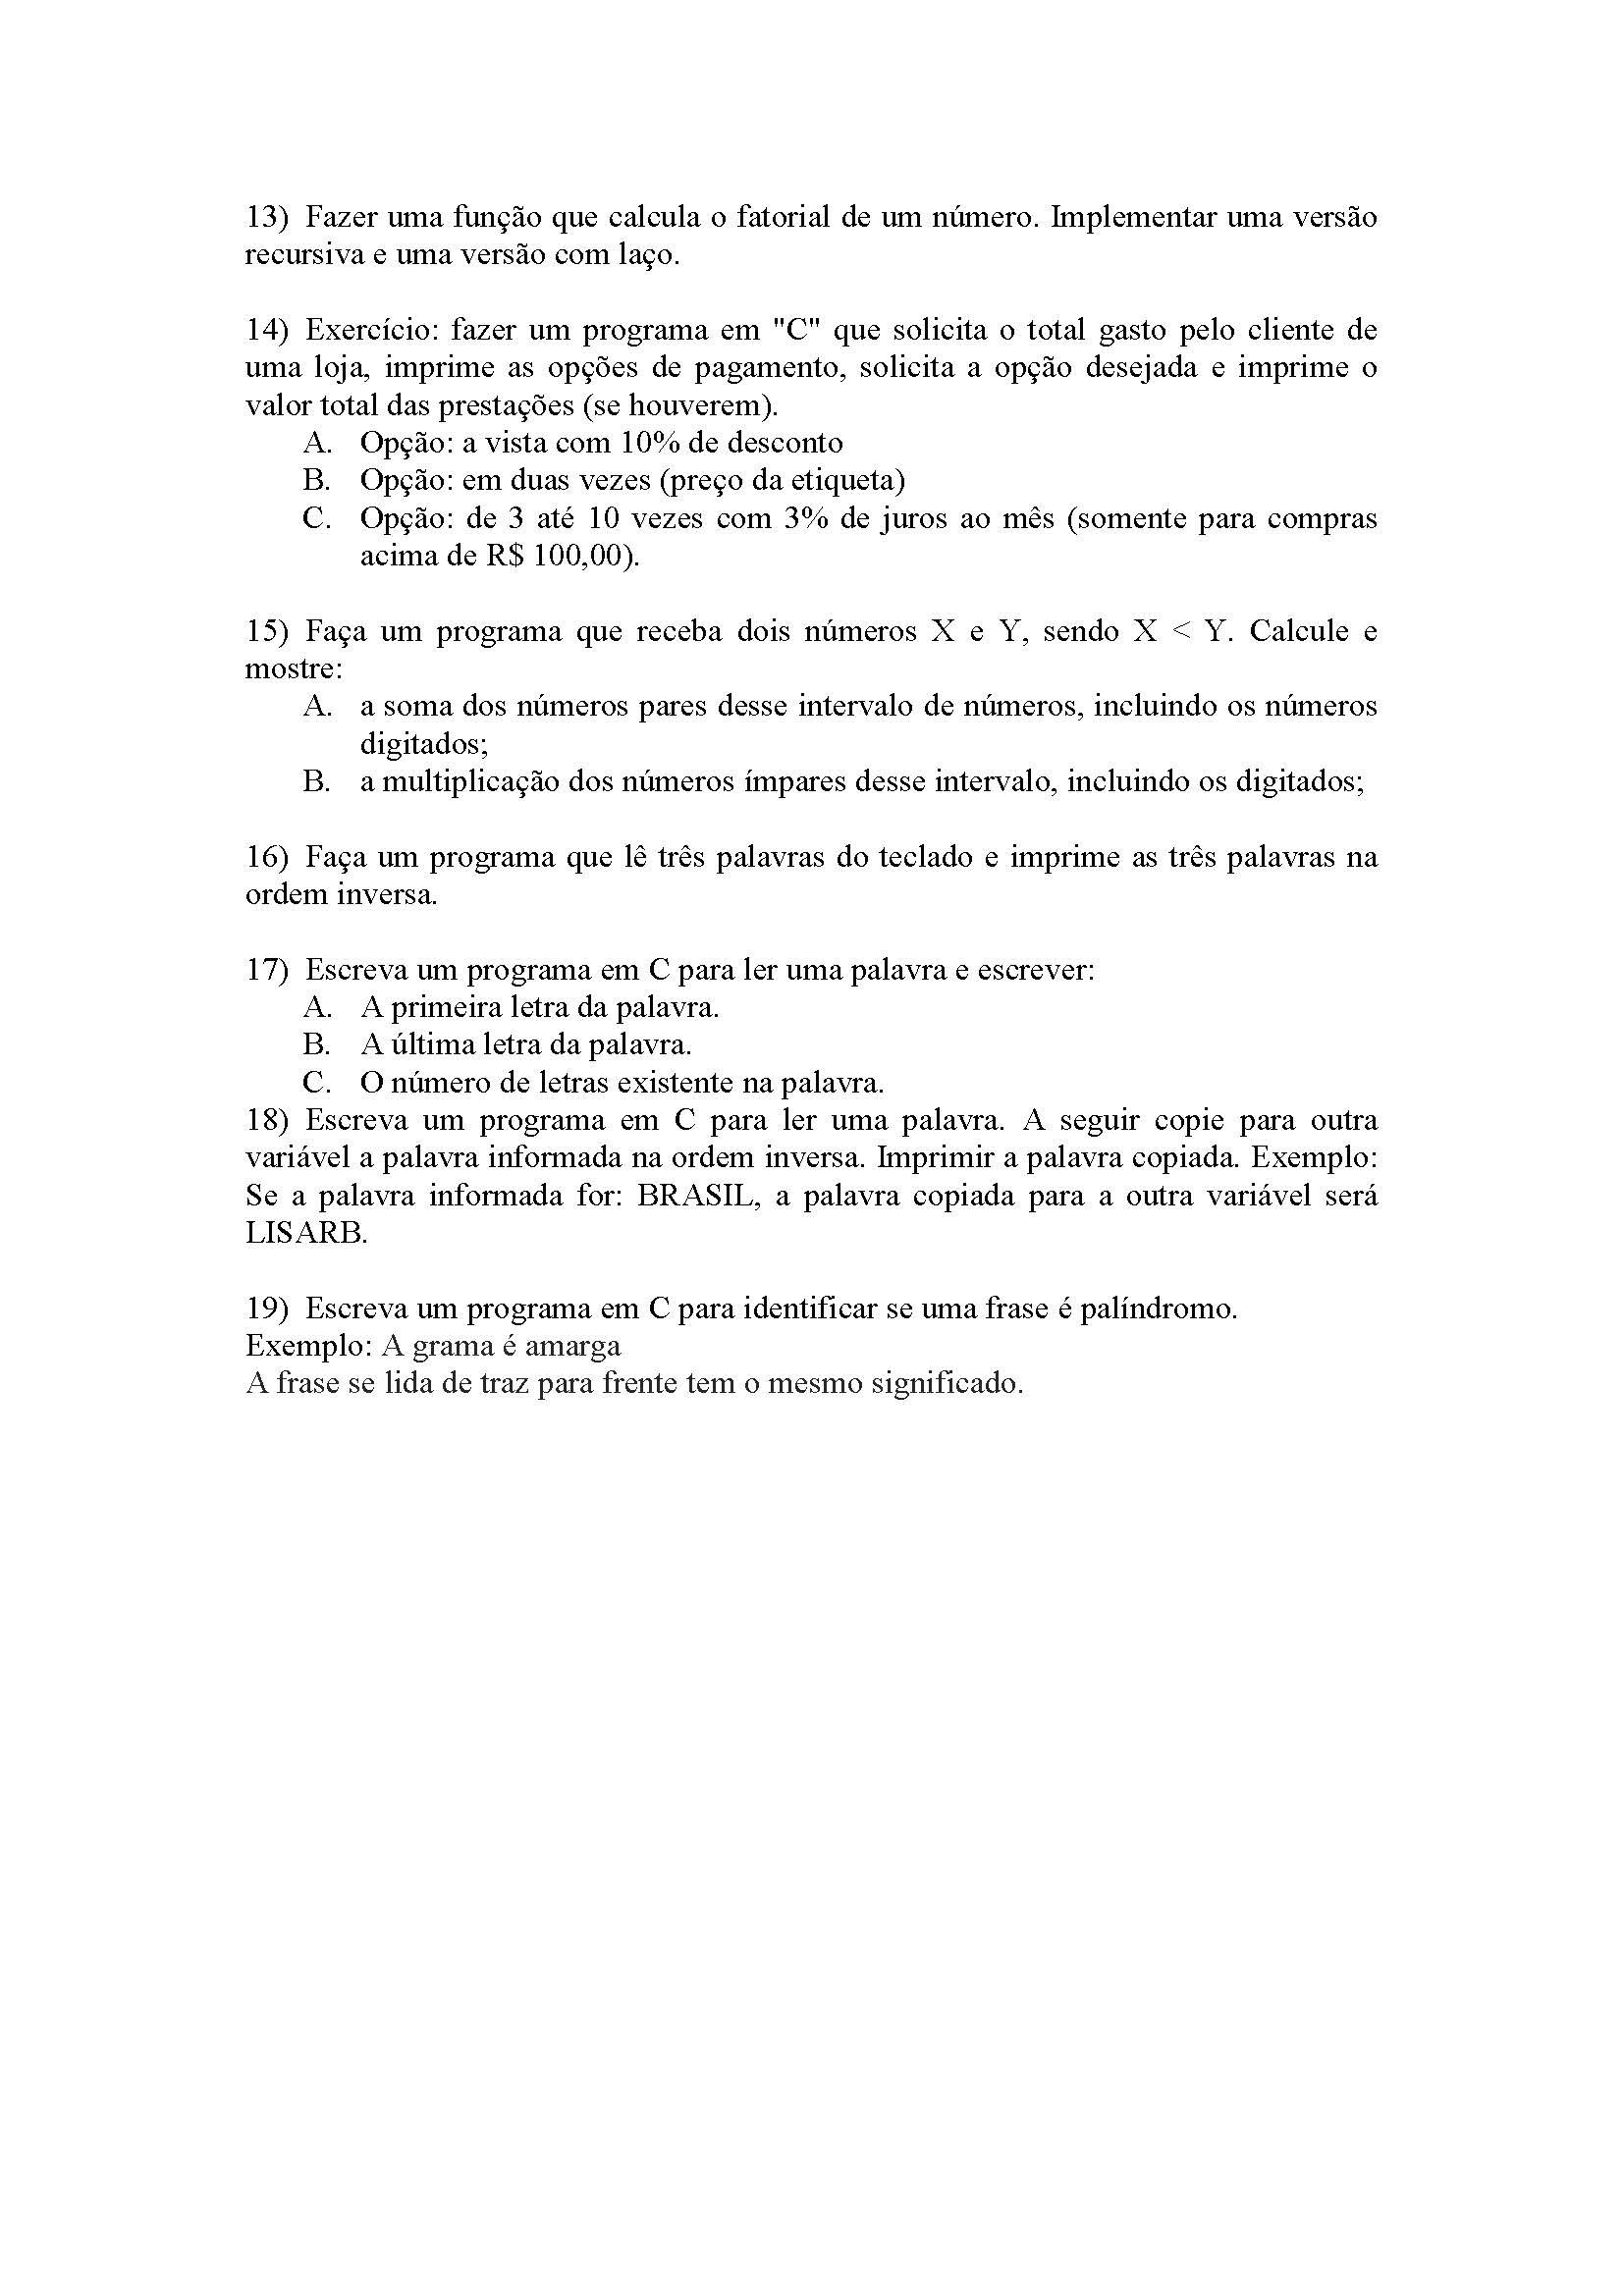 13) Fazer uma função que calcula o fatorial de um número. Implementar uma versão
recursiva e uma versão com laço.
14) Exercício: fazer um programa em "C" que solicita o total gasto pelo cliente de
uma loja, imprime as opções de pagamento, solicita a opção desejada e imprime o
valor total das prestações (se houverem).
A. Opção: a vista com 10% de desconto
B. Opção: em duas vezes (preço da etiqueta)
C. Opção: de 3 até 10 vezes com 3% de juros ao mês (somente para compras
acima de R$ 100,00).
15) Faça um programa que receba dois números X e Y, sendo X < Y. Calcule e
mostre:
A. a soma dos números pares desse intervalo de números, incluindo os números
digitados;
B. a multiplicação dos números ímpares desse intervalo, incluindo os digitados;
16) Faça um programa que lê três palavras do teclado e imprime as três palavras na
ordem inversa.
17) Escreva um programa em C para ler uma palavra e escrever:
A. A primeira letra da palavra.
B. A última letra da palavra.
C. O número de letras existente na palavra.
18) Escreva um programa em C para ler uma palavra. A seguir copie para outra
variável a palavra informada na ordem inversa. Imprimir a palavra copiada. Exemplo:
Se a palavra informada for: BRASIL, a palavra copiada para a outra variável será
LISARB.
19) Escreva um programa em C para identificar se uma frase é palíndromo.
Exemplo: A grama é amarga
A frase se lida de traz para frente tem o mesmo significado.